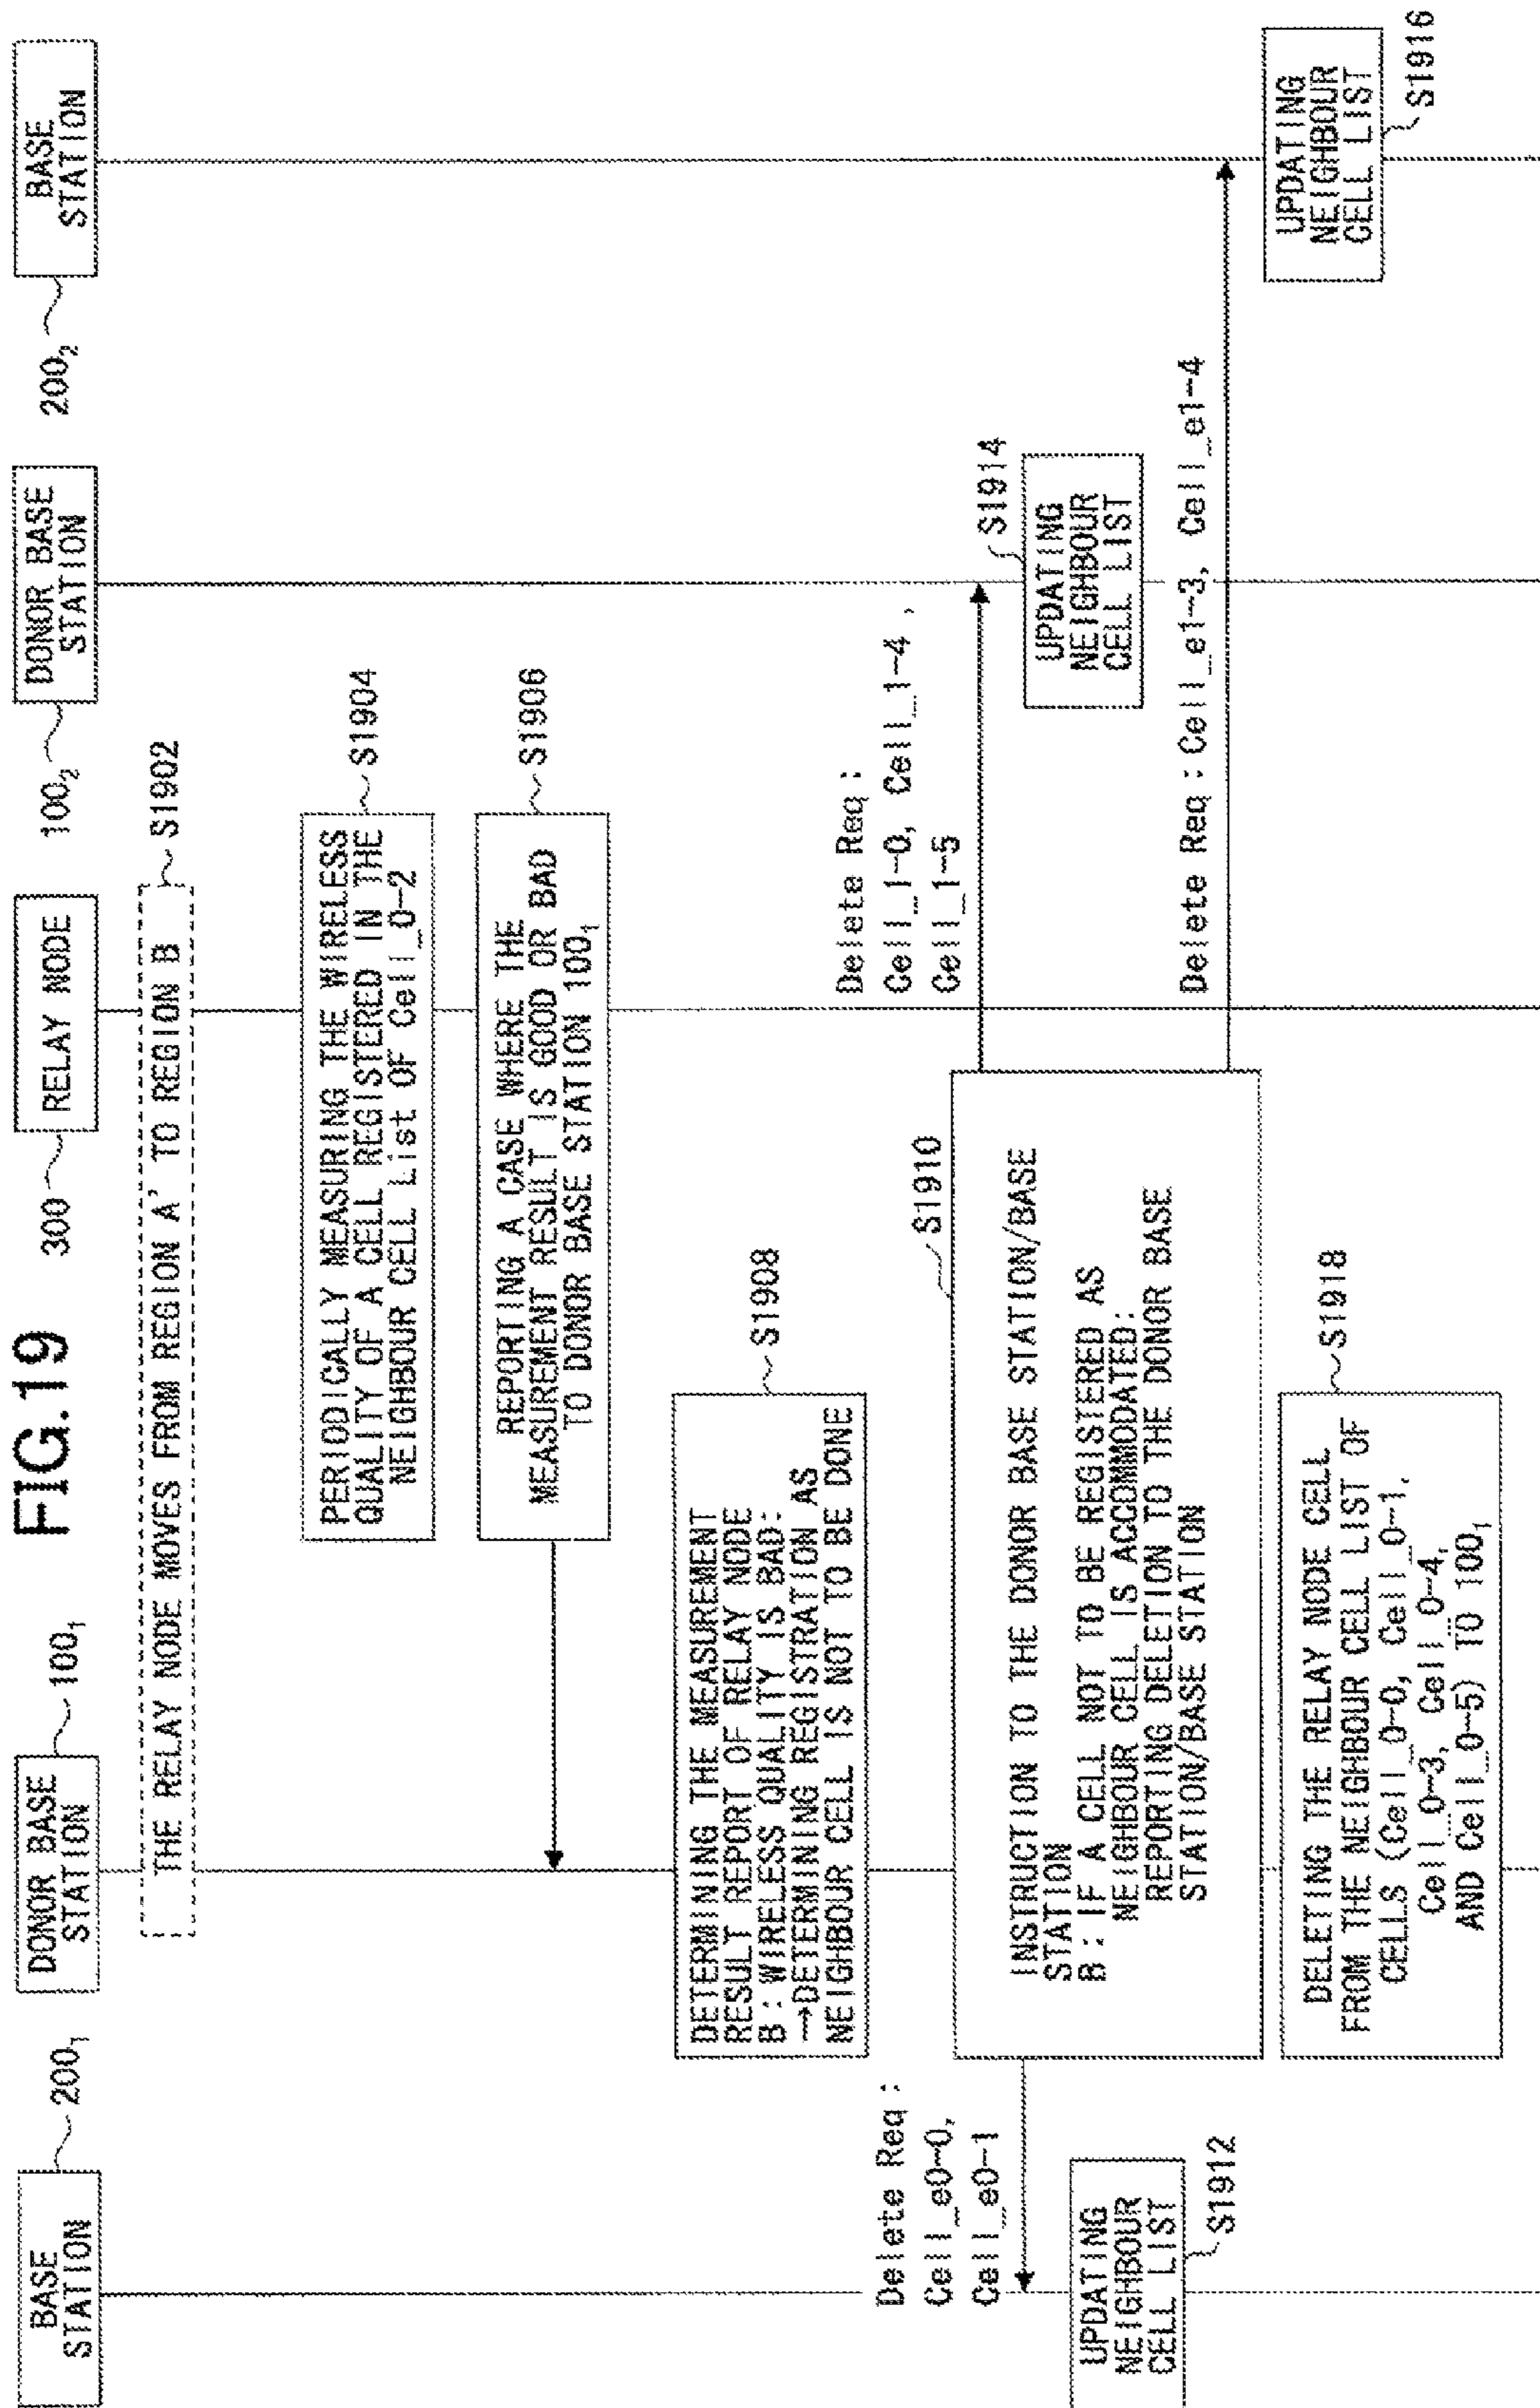 FIG.19
BASE
STATION
200₁
DONOR BASE
STATION
100₁
300
RELAY NODE
100₂
DONOR BASE
STATION
200₂
BASE
STATION
THE RELAY NODE MOVES FROM REGION A' TO REGION B
S1902
PERIODICALLY MEASURING THE WIRELESS
QUALITY OF A CELL REGISTERED IN THE
NEIGHBOUR CELL List OF Cell_0-2
S1904
REPORTING A CASE WHERE THE
MEASUREMENT RESULT IS GOOD OR BAD
TO DONOR BASE STATION 100₁
S1906
DETERMINING THE MEASUREMENT
RESULT REPORT OF RELAY NODE
B:WIRELESS QUALITY IS BAD:
→DETERMINING REGISTRATION AS
NEIGHBOUR CELL IS NOT TO BE DONE
S1908
INSTRUCTION TO THE DONOR BASE STATION/BASE
STATION
B:IF A CELL NOT TO BE REGISTERED AS
NEIGHBOUR CELL IS ACCOMMODATED:
REPORTING DELETION TO THE DONOR BASE
STATION/BASE STATION
S1910
Delete Req:
Cell_e0-0,
Cell_e0-1
UPDATING
NEIGHBOUR
CELL LIST
S1912
Delete Req:
Cell_1-0, Cell_1-4,
Cell_1-5
S1914
UPDATING
NEIGHBOUR
CELL LIST
Delete Req:Cell_e1-3, Cell_e1-4
UPDATING
NEIGHBOUR
CELL LIST
S1916
DELETING THE RELAY NODE CELL
FROM THE NEIGHBOUR CELL LIST OF
CELLS (Cell_0-0, Cell_0-1,
Cell_0-3, Cell_0-4,
AND Cell_0-5) TO 100₁
S1918